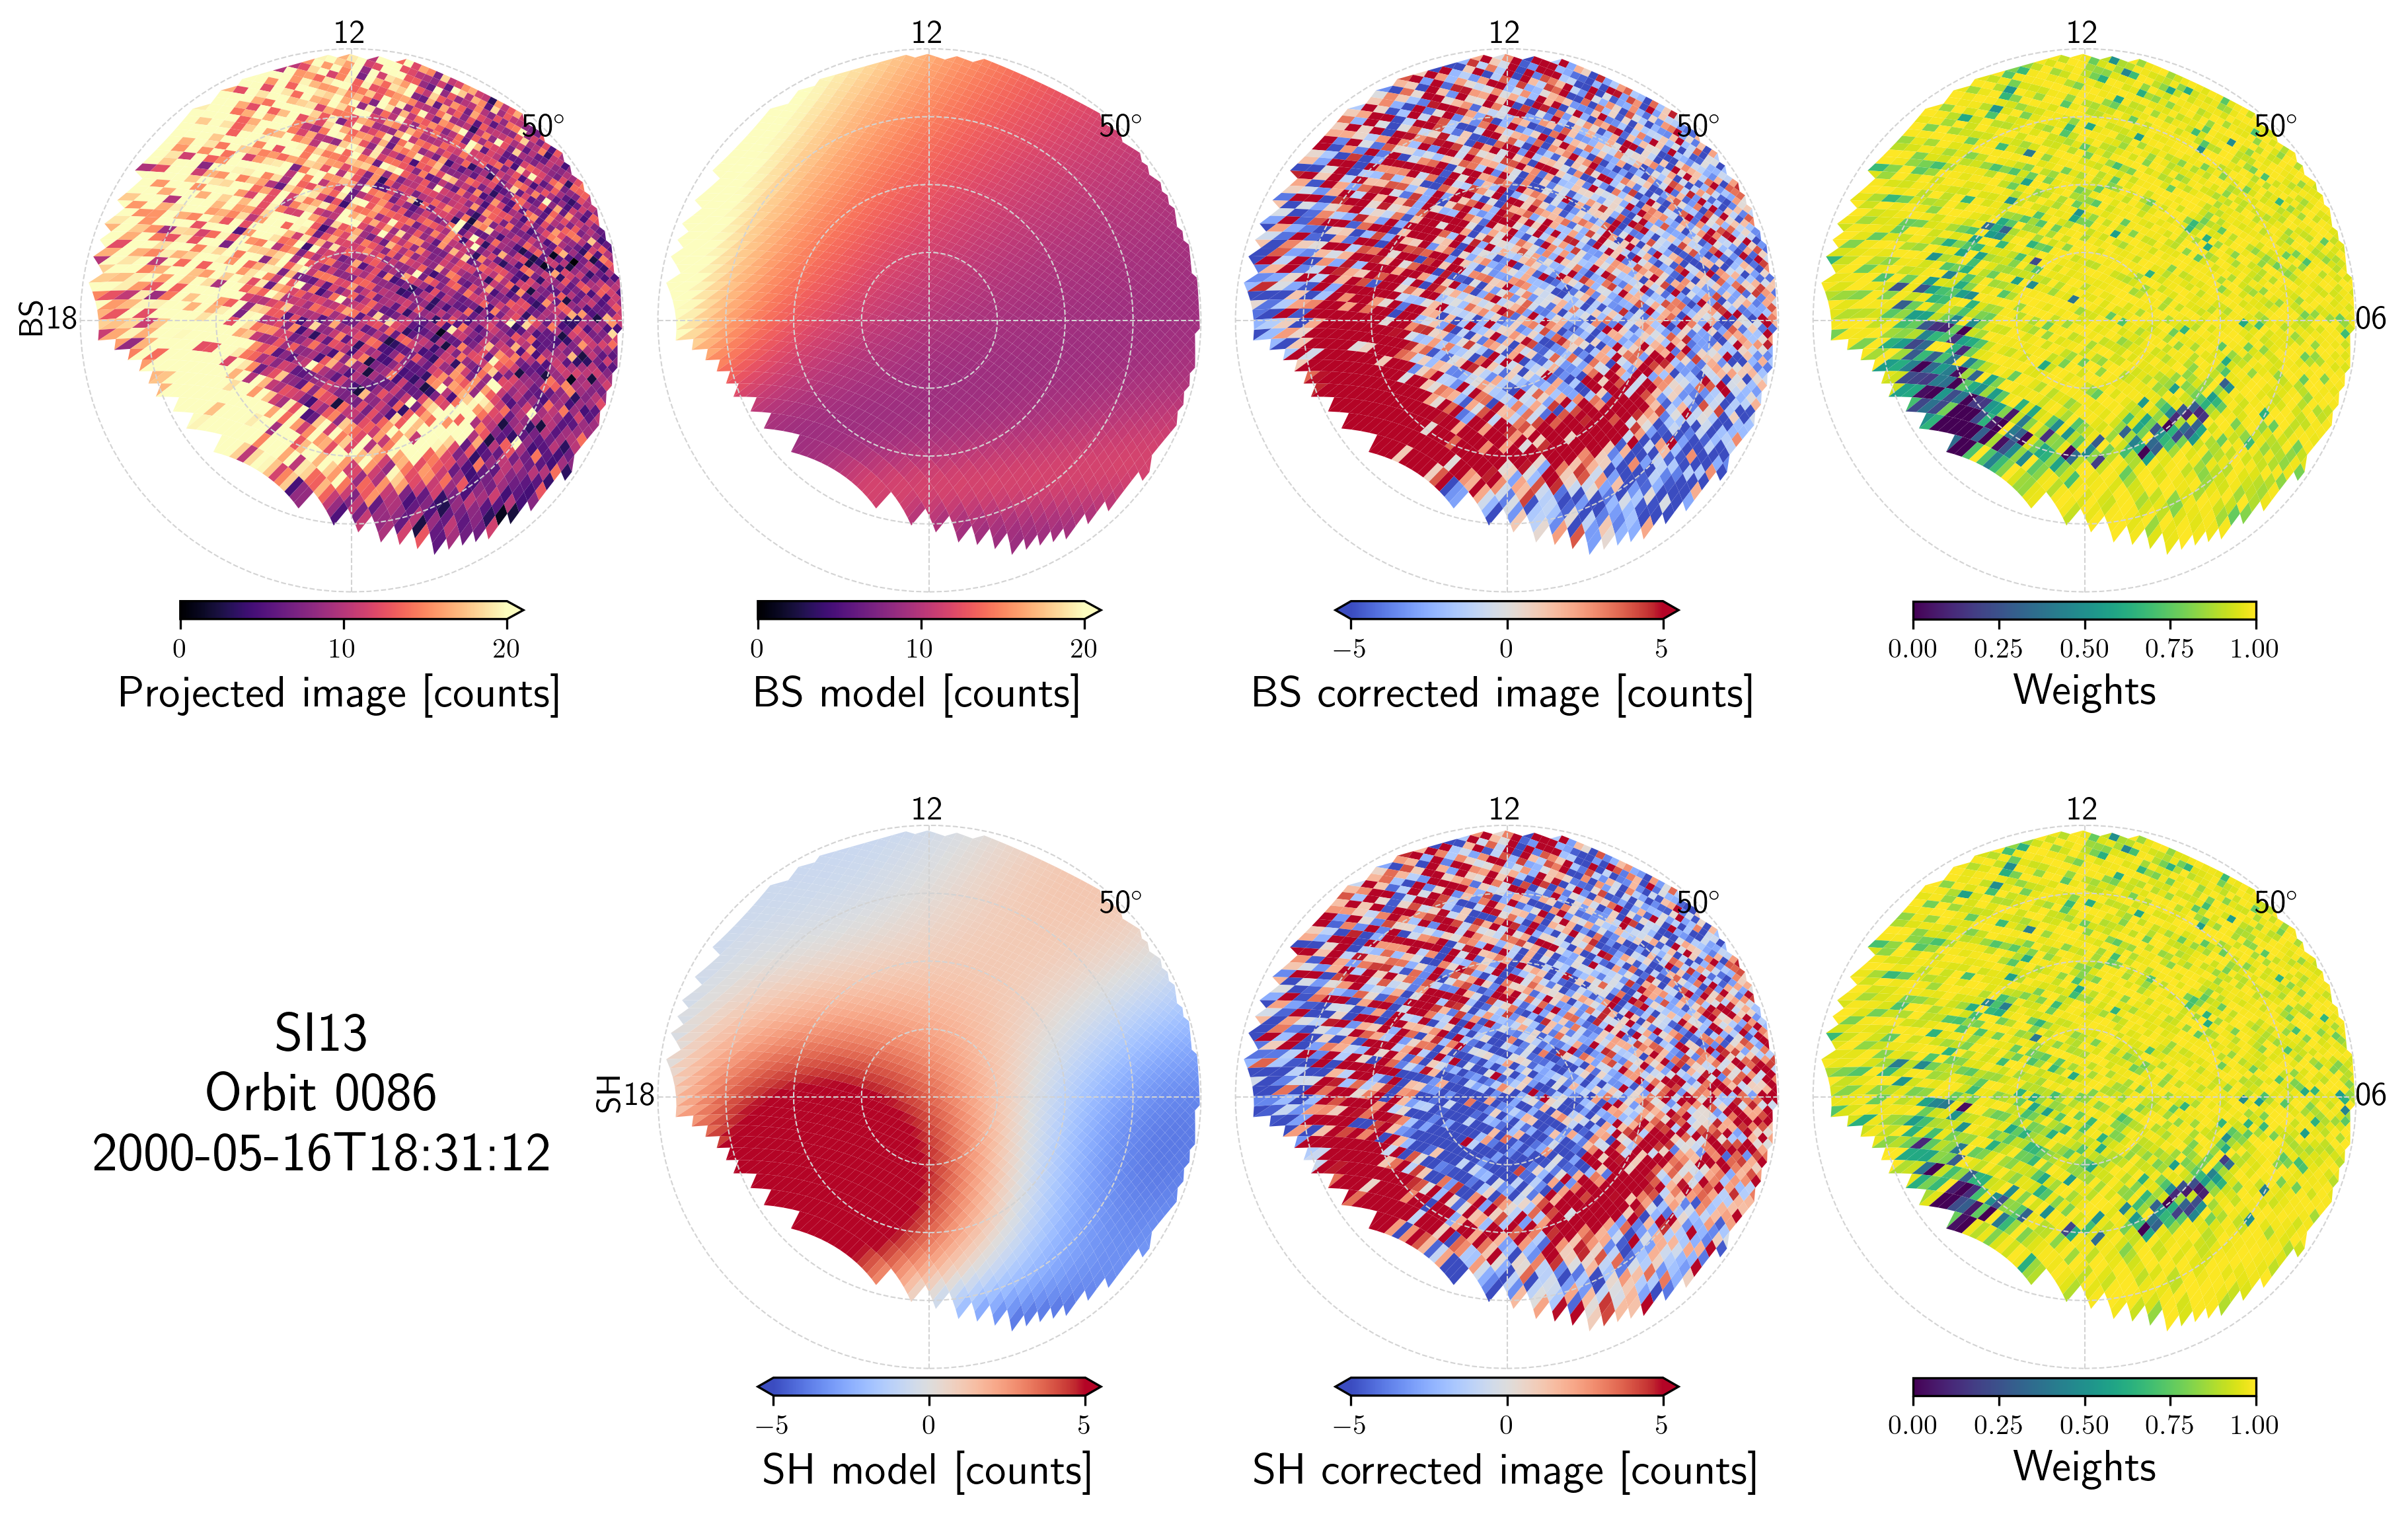 12 12 12 12
50° 50° 50°
BS 18 06
0 10 20 0 10 20 −5 0 5 0.00 0.25 0.50 0.75 1.00
Projected image [counts] BS model [counts] BS corrected image [counts] Weights
12 12 12
50° 50° 50°
SI13
Orbit 0086
2000-05-16T18:31:12
SH 18 06
−5 0 5 −5 0 5 0.00 0.25 0.50 0.75 1.00
SH model [counts] SH corrected image [counts] Weights